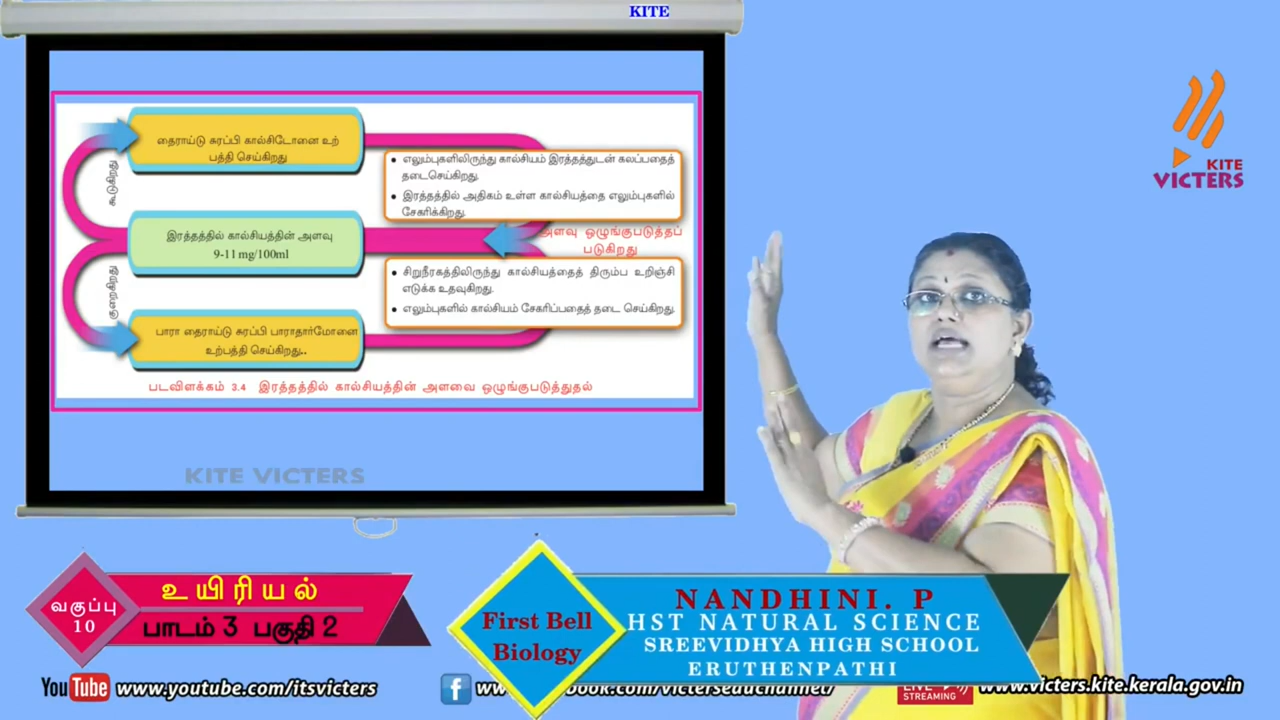 KITE
தைராய்டு சுரப்பி கால்சிடோனை உற்
பத்தி செய்கிறது
கூடுகிறது
• எலும்புகளிலிருந்து கால்சியம் இரத்தத்துடன் கலப்பதைத்
தடைசெய்கிறது.
• இரத்தத்தில் அதிகம் உள்ள கால்சியத்தை எலும்புகளில்
சேகரிக்கிறது.
இரத்தத்தில் கால்சியத்தின் அளவு
9-11 mg/100ml
அளவு ஒழுங்குபடுத்தப்
படுகிறது
குறைகிறது
• சிறுநீரகத்திலிருந்து கால்சியத்தைத் திரும்ப உறிஞ்சி
எடுக்க உதவுகிறது.
• எலும்புகளில் கால்சியம் சேகரிப்பதைத் தடை செய்கிறது.
பாரா தைராய்டு சுரப்பி பாராதார்மோனை
உற்பத்தி செய்கிறது..
படவிளக்கம் 3.4 இரத்தத்தில் கால்சியத்தின் அளவை ஒழுங்குபடுத்துதல்
KITE VICTERS
KITE
VICTERS
வகுப்பு
10
உயிரியல்
பாடம் 3 பகுதி 2
First Bell
Biology
NANDHINI. P
HST NATURAL SCIENCE
SREEVIDHYA HIGH SCHOOL
ERUTHENPATHI
YouTube www.youtube.com/itsvicters
LIVE
STREAMING
www.victers.kite.kerala.gov.in